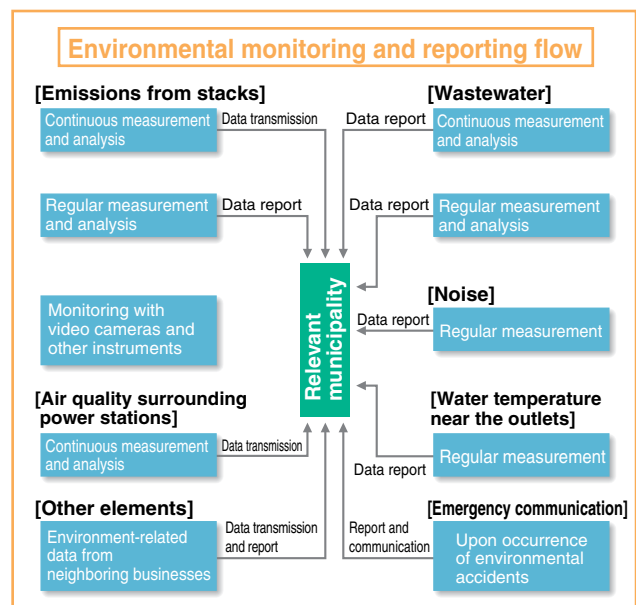 Environmental monitoring and reporting flow
[Emissions from stacks]
Continuous measurement
and analysis
Data transmission
Regular measurement
and analysis
Data report
Monitoring with
video cameras and
other instruments
[Air quality surrounding
power stations]
Continuous measurement
and analysis
Data transmission
[Other elements]
Environment-related
data from
neighboring businesses
Data transmission
and report
Relevant
municipality
[Wastewater]
Data report
Continuous measurement
and analysis
Data report
Regular measurement
and analysis
[Noise]
Data report
Regular measurement
[Water temperature
near the outlets]
Regular measurement
Data report
[Emergency communication]
Report and
communication
Upon occurrence
of environmental
accidents